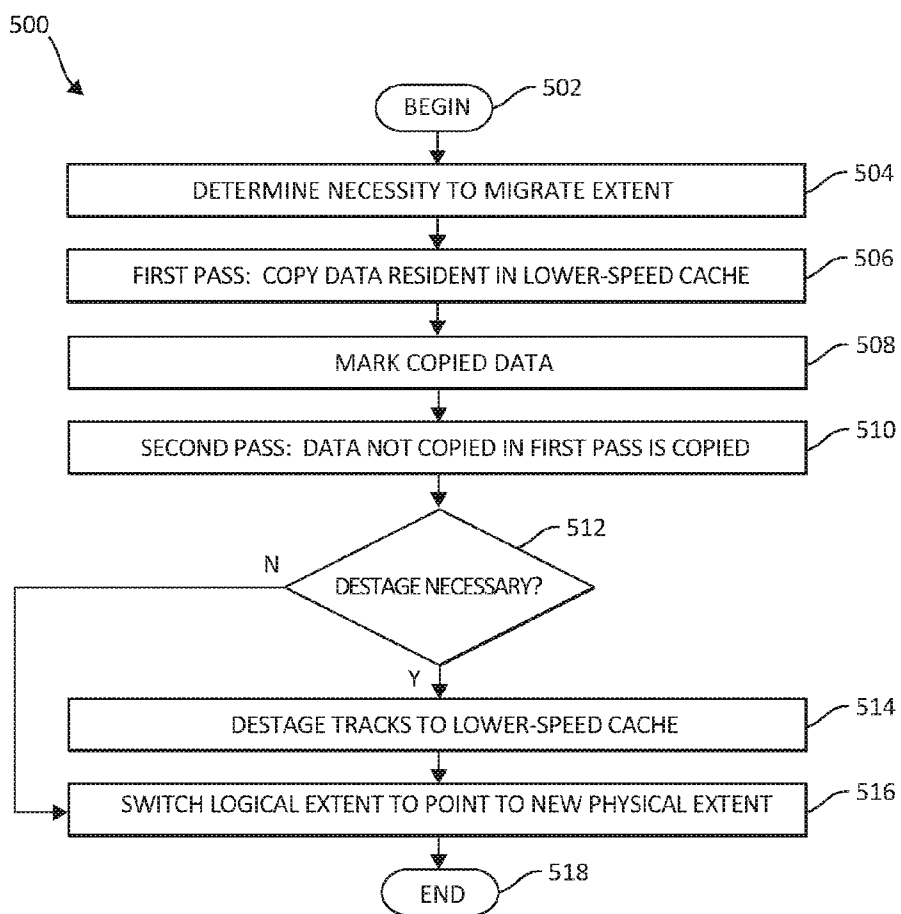 500
BEGIN
502
DETERMINE NECESSITY TO MIGRATE EXTENT
504
FIRST PASS: COPY DATA RESIDENT IN LOWER-SPEED CACHE
506
MARK COPIED DATA
508
SECOND PASS: DATA NOT COPIED IN FIRST PASS IS COPIED
510
512
N
DESTAGE NECESSARY?
Y
DESTAGE TRACKS TO LOWER-SPEED CACHE
514
SWITCH LOGICAL EXTENT TO POINT TO NEW PHYSICAL EXTENT
516
END
518